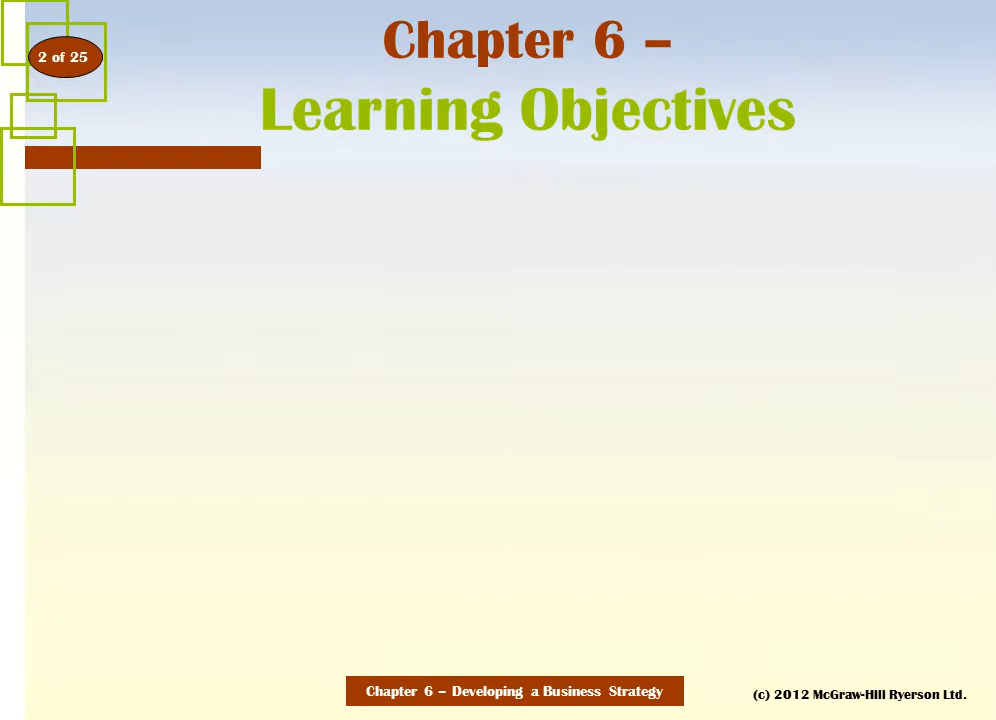 2 of 25
Chapter 6 –
Learning Objectives
Chapter 6 – Developing a Business Strategy
(c) 2012 McGraw-Hill Ryerson Ltd.